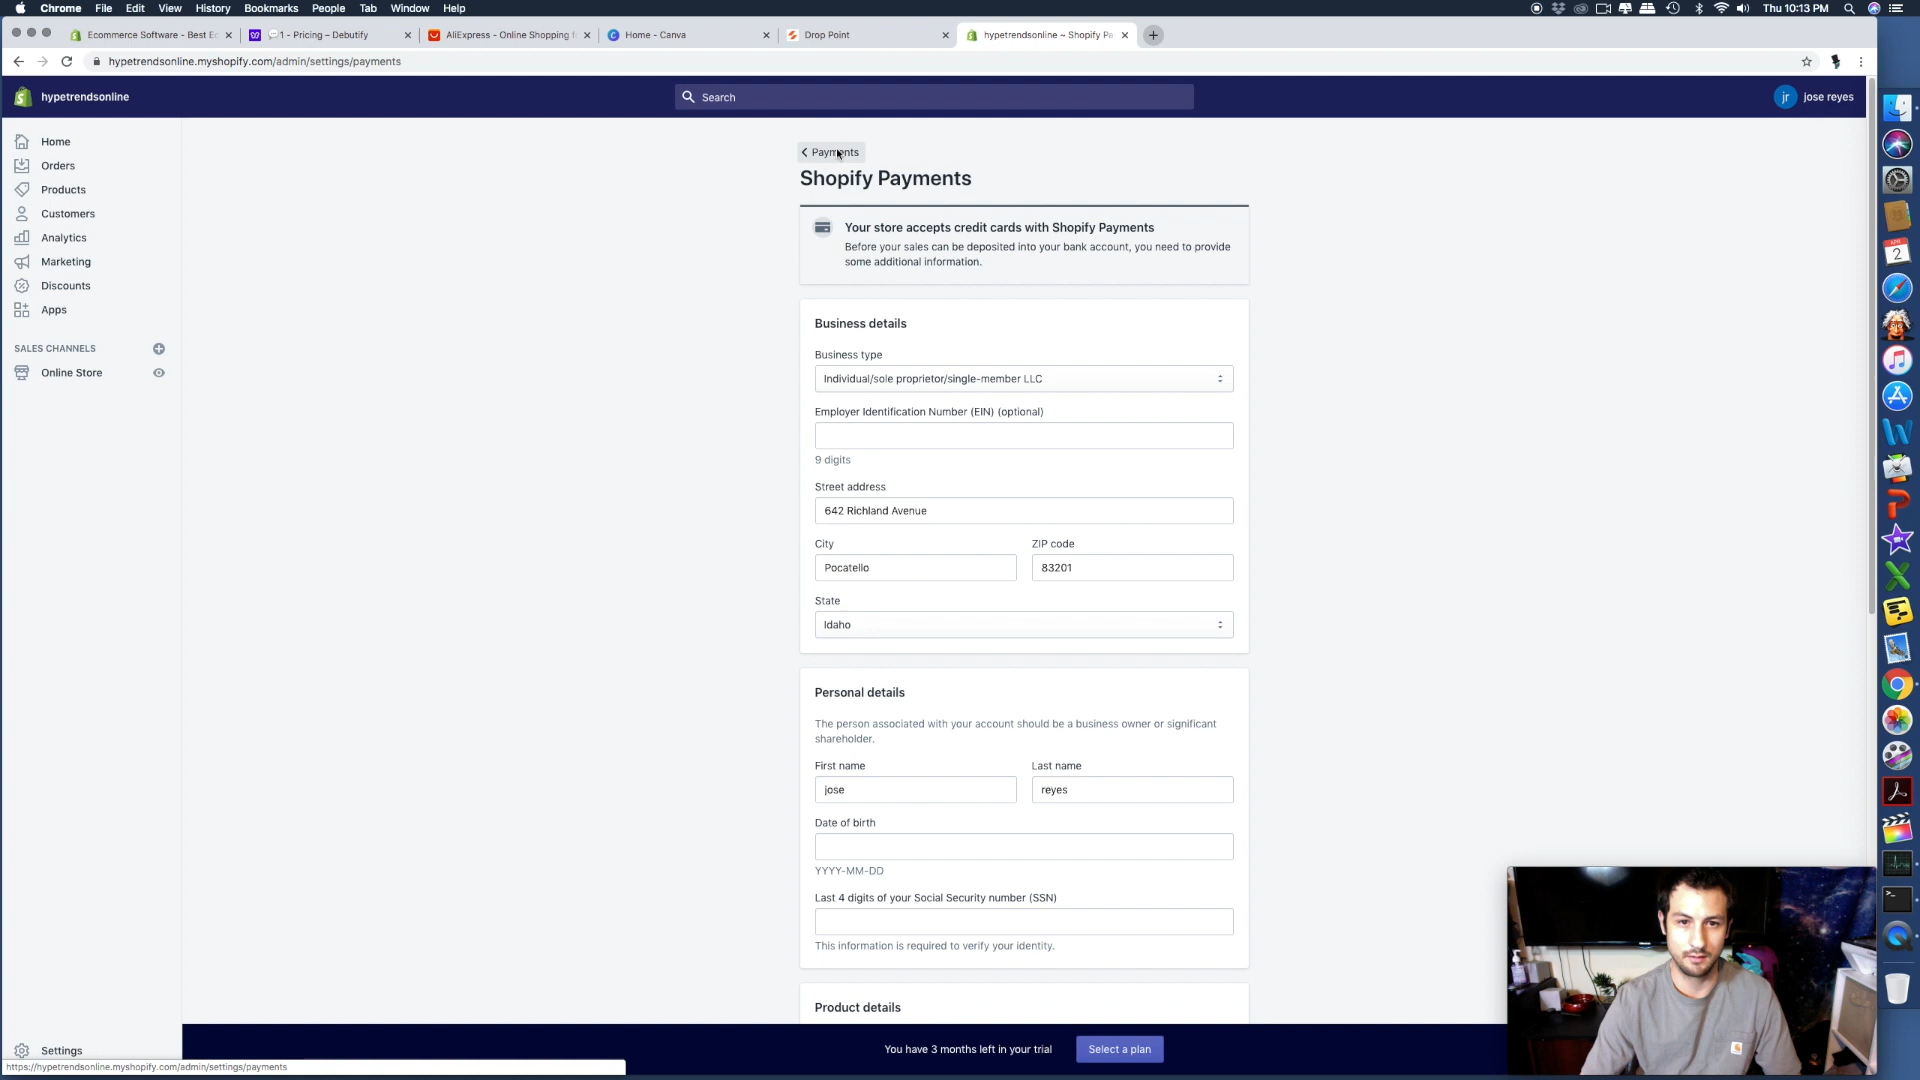 Chrome File Edit View History Bookmarks People Tab Window Help Thu 10:13 PM
Ecommerce Software - Best Ec 1 - Pricing – Debutify AliExpress - Online Shopping f Home - Canva Drop Point hypetrendsonline ~ Shopify Pa
hypetrendsonline.myshopify.com/admin/settings/payments
hypetrendsonline Search jr jose reyes
Home
Orders
Products
Customers
Analytics
Marketing
Discounts
Apps
SALES CHANNELS
Online Store
Settings
Payments
Shopify Payments
Your store accepts credit cards with Shopify Payments
Before your sales can be deposited into your bank account, you need to provide
some additional information.
Business details
Business type
Individual/sole proprietor/single-member LLC
Employer Identification Number (EIN) (optional)
9 digits
Street address
642 Richland Avenue
City ZIP code
Pocatello 83201
State
Idaho
Personal details
The person associated with your account should be a business owner or significant
shareholder.
First name Last name
jose reyes
Date of birth
YYYY-MM-DD
Last 4 digits of your Social Security number (SSN)
This information is required to verify your identity.
Product details
You have 3 months left in your trial Select a plan
https://hypetrendsonline.myshopify.com/admin/settings/payments
APR
2